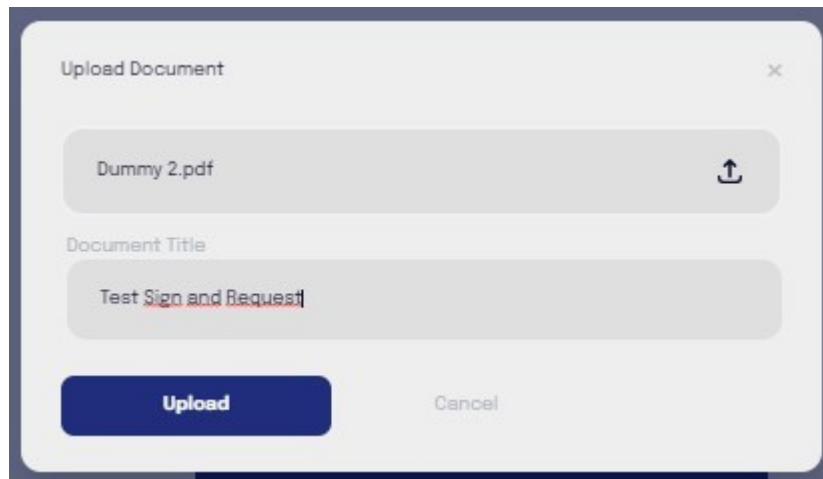 Upload Document
Dummy 2.pdf
Document Title
Test Sign and Request
Upload
Cancel